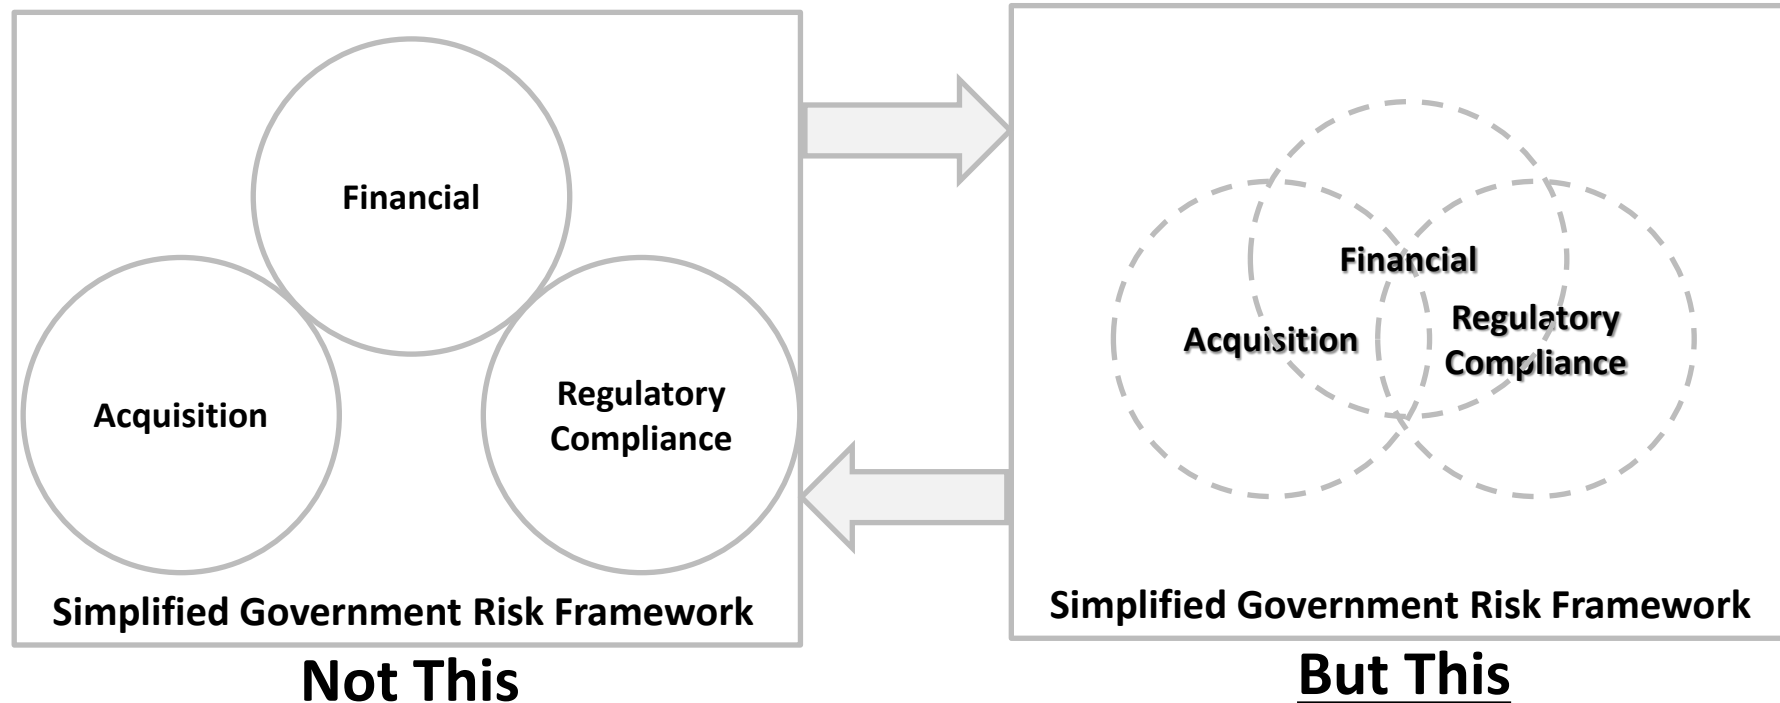 Financial
Acquisition
Regulatory
Compliance
Simplified Government Risk Framework
Not This
Financial
Acquisition
Regulatory
Compliance
Simplified Government Risk Framework
But This